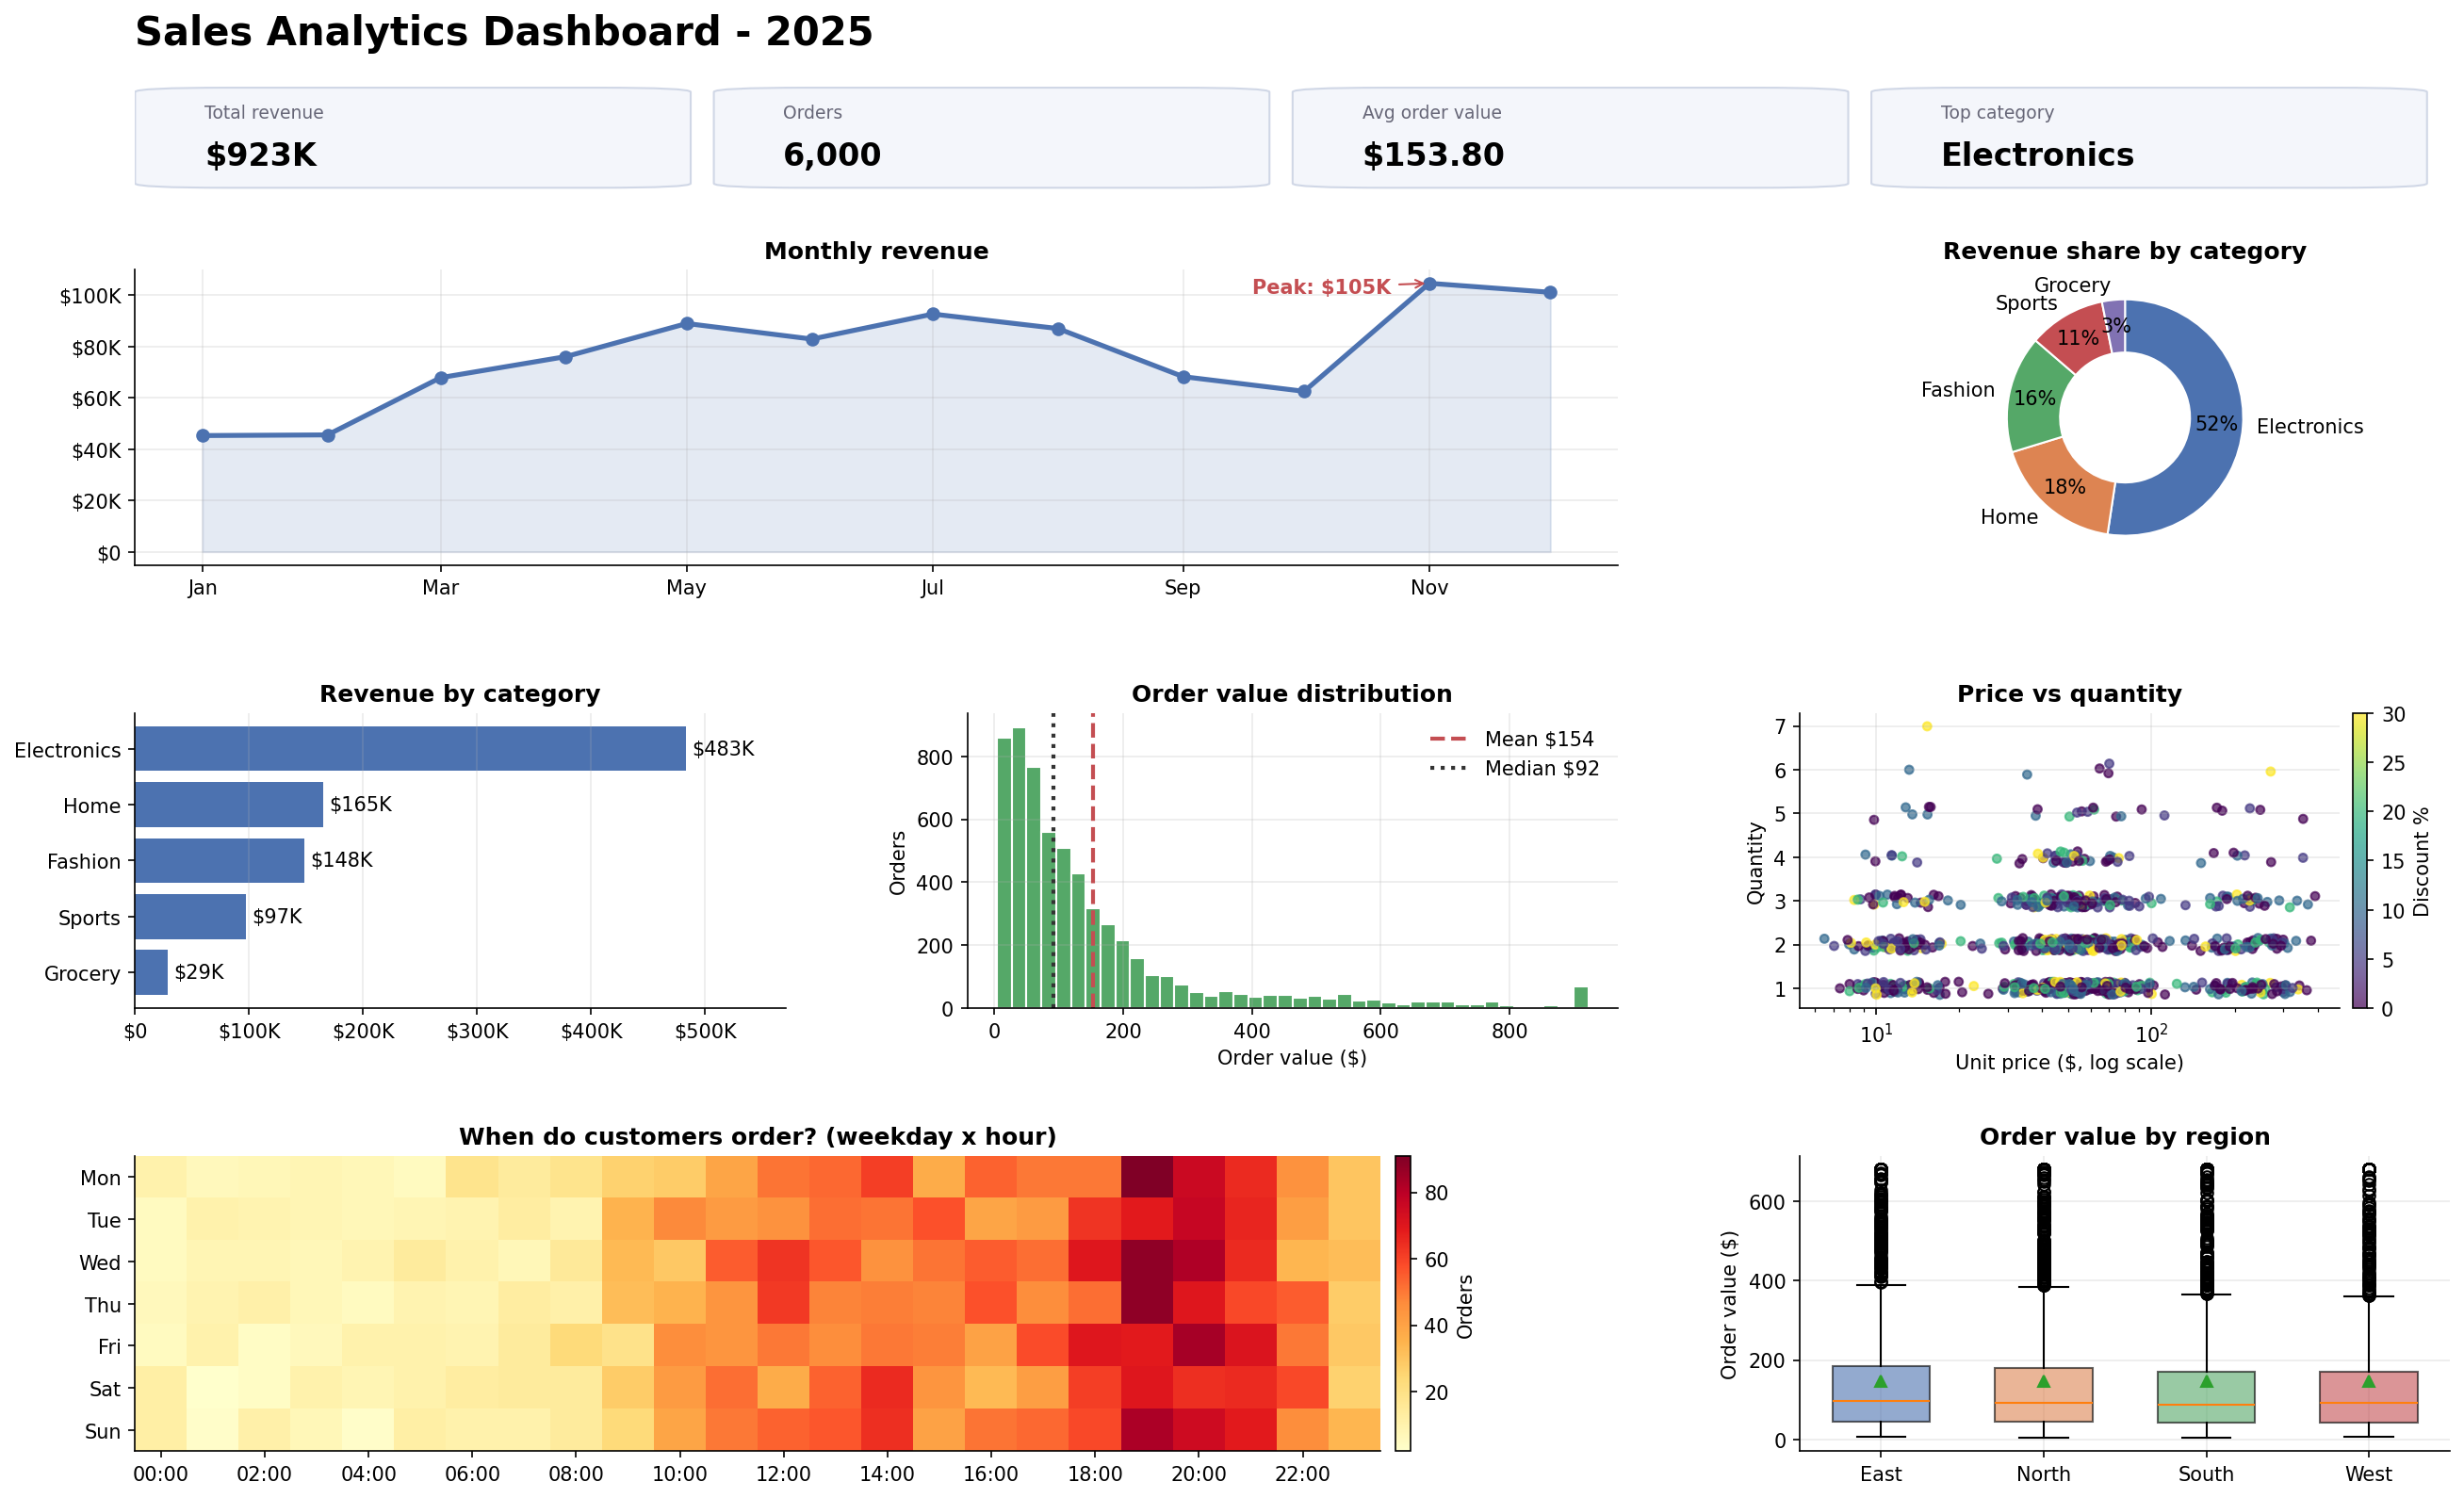 Sales Analytics Dashboard - 2025
Total revenue
$923K
Orders
6,000
Avg order value
$153.80
Top category
Electronics
Monthly revenue
$100K
$80K
$60K
$40K
$20K
$0
Peak: $105K
Jan Mar May Jul Sep Nov
Revenue share by category
Grocery
Sports
Fashion
Home
Electronics
3%
11%
16%
18%
52%
Revenue by category
Electronics $483K
Home $165K
Fashion $148K
Sports $97K
Grocery $29K
$0 $100K $200K $300K $400K $500K
Order value distribution
Orders
800
600
400
200
0
Mean $154
Median $92
0 200 400 600 800
Order value ($)
Price vs quantity
Quantity
7
6
5
4
3
2
1
10¹ 10²
Unit price ($, log scale)
30
25
20
15
10
5
0
Discount %
When do customers order? (weekday x hour)
Mon
Tue
Wed
Thu
Fri
Sat
Sun
00:00 02:00 04:00 06:00 08:00 10:00 12:00 14:00 16:00 18:00 20:00 22:00
80
60
40
20
Orders
Order value by region
Order value ($)
600
400
200
0
East North South West